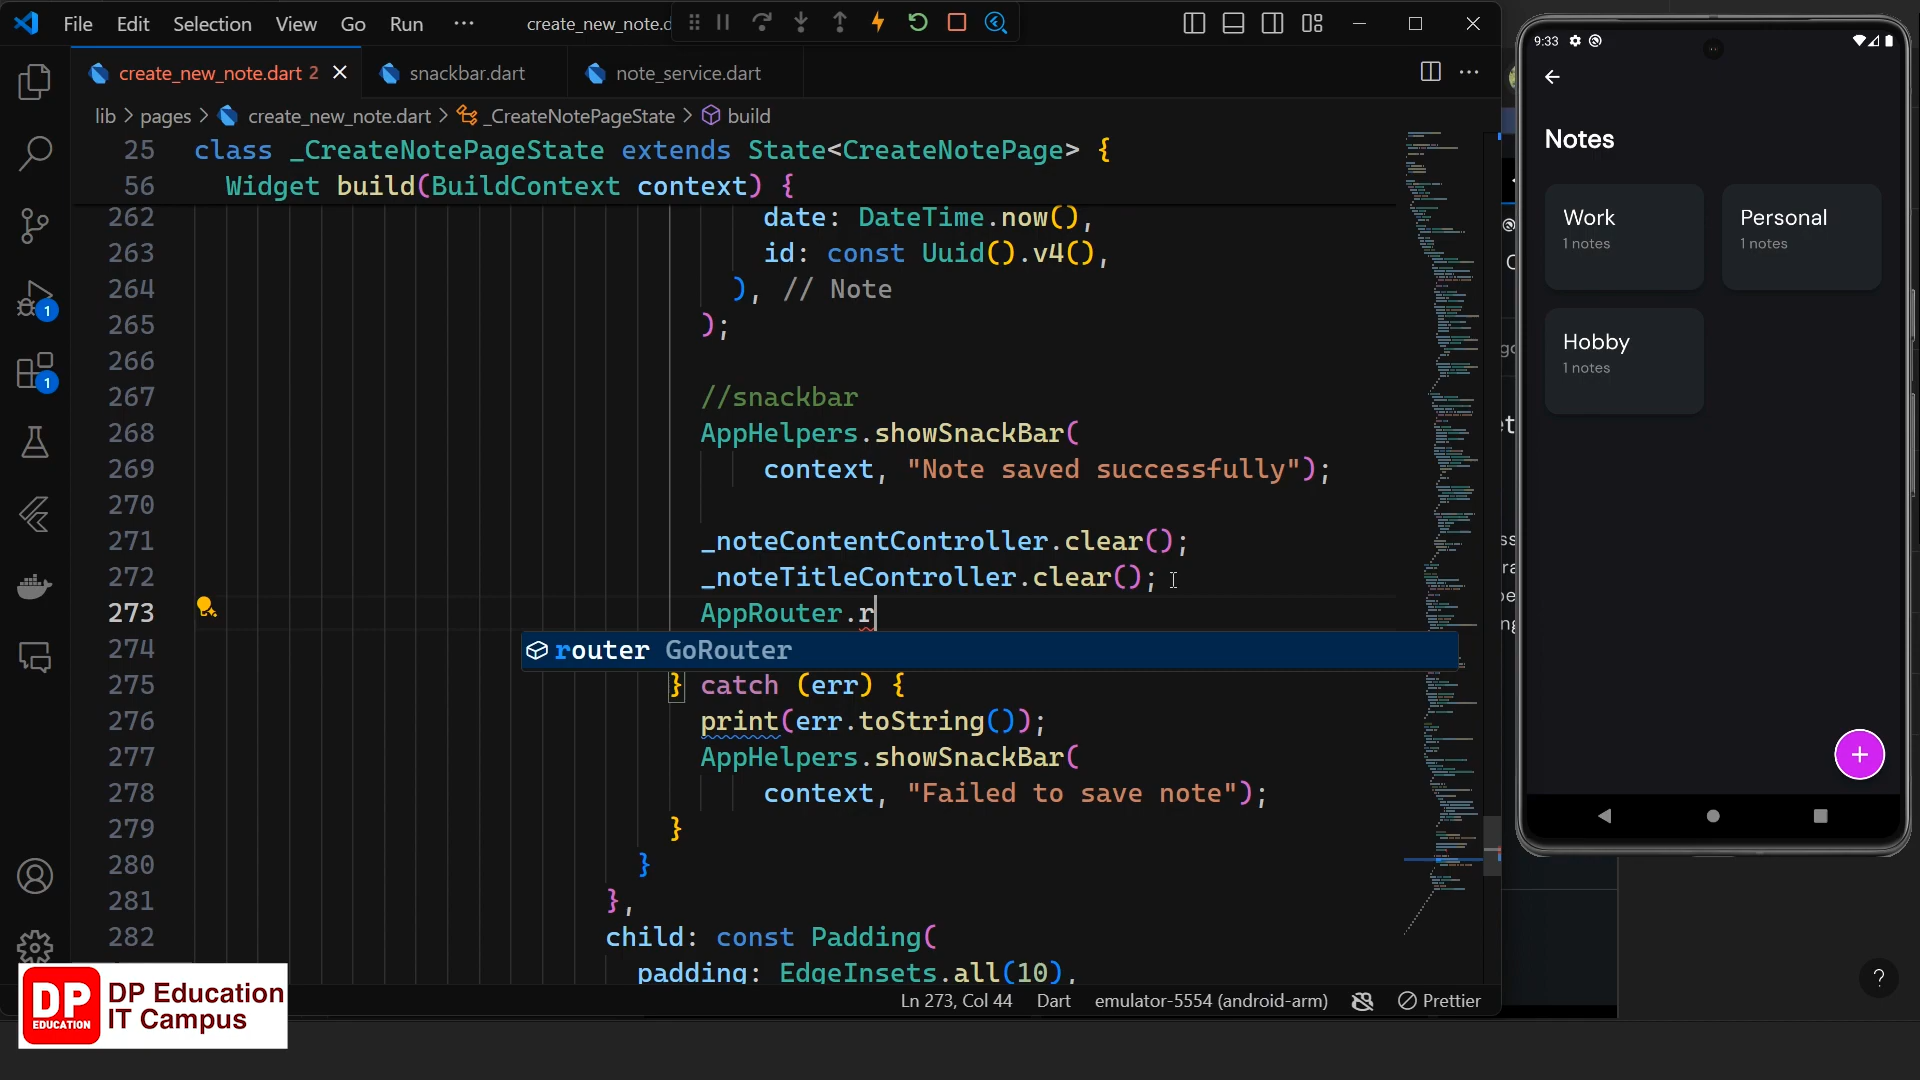 File Edit Selection View Go Run ··· create_new_note.d
create_new_note.dart 2 snackbar.dart note_service.dart
lib > pages > create_new_note.dart > _CreateNotePageState > build
25 class _CreateNotePageState extends State<CreateNotePage> {
56 Widget build(BuildContext context) {
262 date: DateTime.now(),
263 id: const Uuid().v4(),
264 ), // Note
265 );
266
267 //snackbar
268 AppHelpers.showSnackBar(
269 context, "Note saved successfully");
270
271 _noteContentController.clear();
272 _noteTitleController.clear();
273 AppRouter.r
274 router GoRouter
275 } catch (err) {
276 print(err.toString());
277 AppHelpers.showSnackBar(
278 context, "Failed to save note");
279 }
280 }
281 },
282 child: const Padding(
padding: EdgeInsets.all(10),
Ln 273, Col 44 Dart emulator-5554 (android-arm) Prettier
1
1
DP
EDUCATION
DP Education
IT Campus
9:33
Notes
Work
1 notes
Personal
1 notes
Hobby
1 notes
+
?